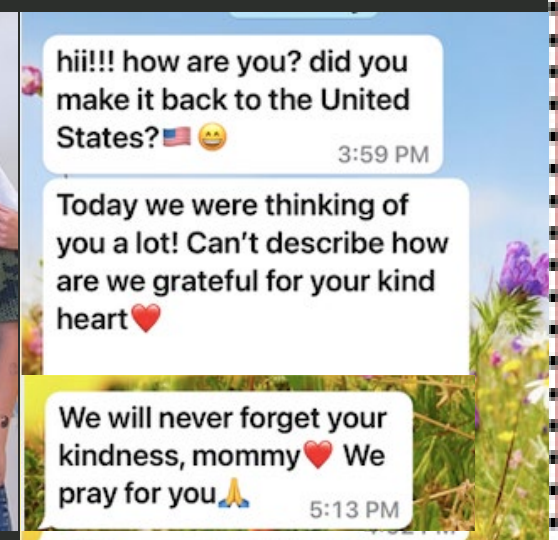 hii!!! how are you? did you
make it back to the United
States?🇺🇸 😄
3:59 PM
Today we were thinking of
you a lot! Can't describe how
are we grateful for your kind
heart❤️
We will never forget your
kindness, mommy❤️ We
pray for you🙏
5:13 PM